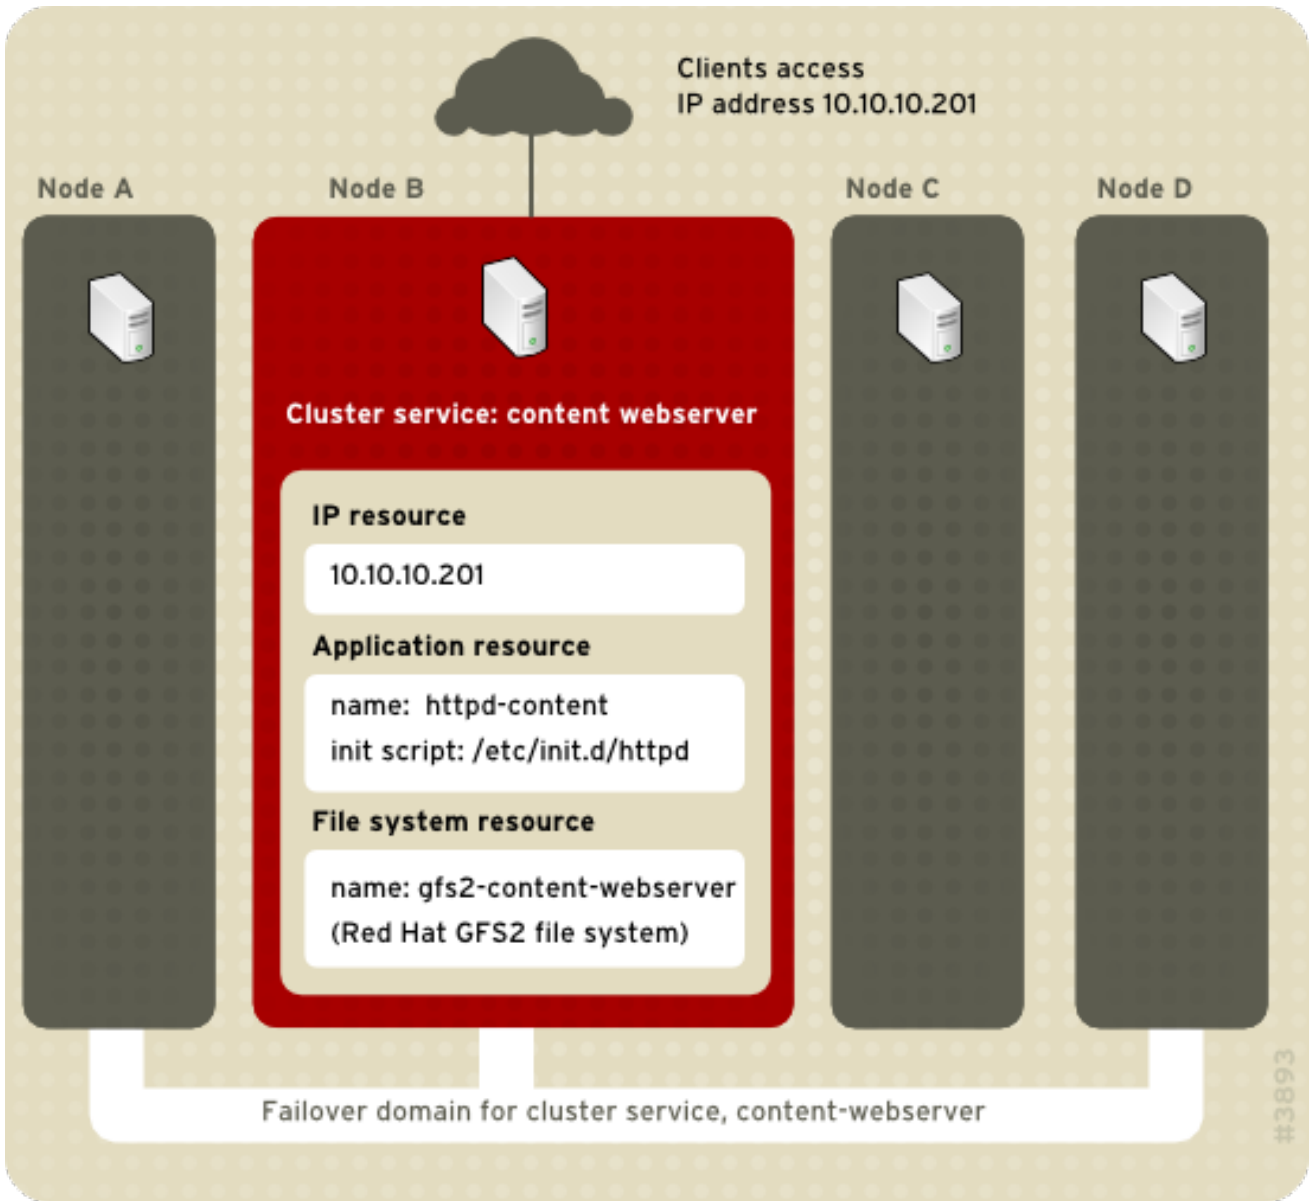 Clients access
IP address 10.10.10.201
Node A
Node B
Node C
Node D
Cluster service: content webserver
IP resource
10.10.10.201
Application resource
name: httpd-content
init script: /etc/init.d/httpd
File system resource
name: gfs2-content-webserver
(Red Hat GFS2 file system)
Failover domain for cluster service, content-webserver
#3893